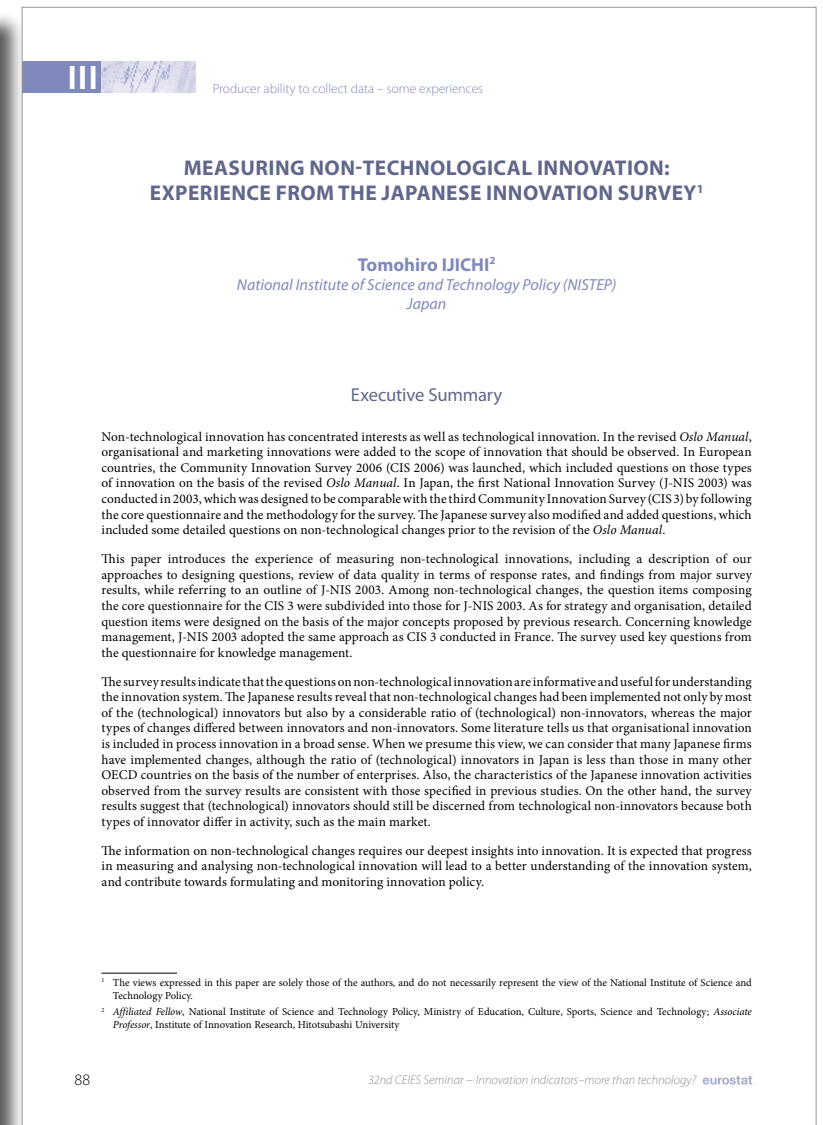 III
Producer ability to collect data – some experiences
MEASURING NON-TECHNOLOGICAL INNOVATION:
EXPERIENCE FROM THE JAPANESE INNOVATION SURVEY¹
Tomohiro IJICHI²
National Institute of Science and Technology Policy (NISTEP)
Japan
Executive Summary
Non-technological innovation has concentrated interests as well as technological innovation. In the revised Oslo Manual,
organisational and marketing innovations were added to the scope of innovation that should be observed. In European
countries, the Community Innovation Survey 2006 (CIS 2006) was launched, which included questions on those types
of innovation on the basis of the revised Oslo Manual. In Japan, the first National Innovation Survey (J-NIS 2003) was
conducted in 2003, which was designed to be comparable with the third Community Innovation Survey (CIS 3) by following
the core questionnaire and the methodology for the survey. The Japanese survey also modified and added questions, which
included some detailed questions on non-technological changes prior to the revision of the Oslo Manual.
This paper introduces the experience of measuring non-technological innovations, including a description of our
approaches to designing questions, review of data quality in terms of response rates, and findings from major survey
results, while referring to an outline of J-NIS 2003. Among non-technological changes, the question items composing
the core questionnaire for the CIS 3 were subdivided into those for J-NIS 2003. As for strategy and organisation, detailed
question items were designed on the basis of the major concepts proposed by previous research. Concerning knowledge
management, J-NIS 2003 adopted the same approach as CIS 3 conducted in France. The survey used key questions from
the questionnaire for knowledge management.
The survey results indicate that the questions on non-technological innovation are informative and useful for understanding
the innovation system. The Japanese results reveal that non-technological changes had been implemented not only by most
of the (technological) innovators but also by a considerable ratio of (technological) non-innovators, whereas the major
types of changes differed between innovators and non-innovators. Some literature tells us that organisational innovation
is included in process innovation in a broad sense. When we presume this view, we can consider that many Japanese firms
have implemented changes, although the ratio of (technological) innovators in Japan is less than those in many other
OECD countries on the basis of the number of enterprises. Also, the characteristics of the Japanese innovation activities
observed from the survey results are consistent with those specified in previous studies. On the other hand, the survey
results suggest that (technological) innovators should still be discerned from technological non-innovators because both
types of innovator differ in activity, such as the main market.
The information on non-technological changes requires our deepest insights into innovation. It is expected that progress
in measuring and analysing non-technological innovation will lead to a better understanding of the innovation system,
and contribute towards formulating and monitoring innovation policy.
¹ The views expressed in this paper are solely those of the authors, and do not necessarily represent the view of the National Institute of Science and
Technology Policy.
² Affiliated Fellow, National Institute of Science and Technology Policy, Ministry of Education, Culture, Sports, Science and Technology; Associate
Professor, Institute of Innovation Research, Hitotsubashi University
88
32nd CEIES Seminar – Innovation indicators–more than technology? eurostat